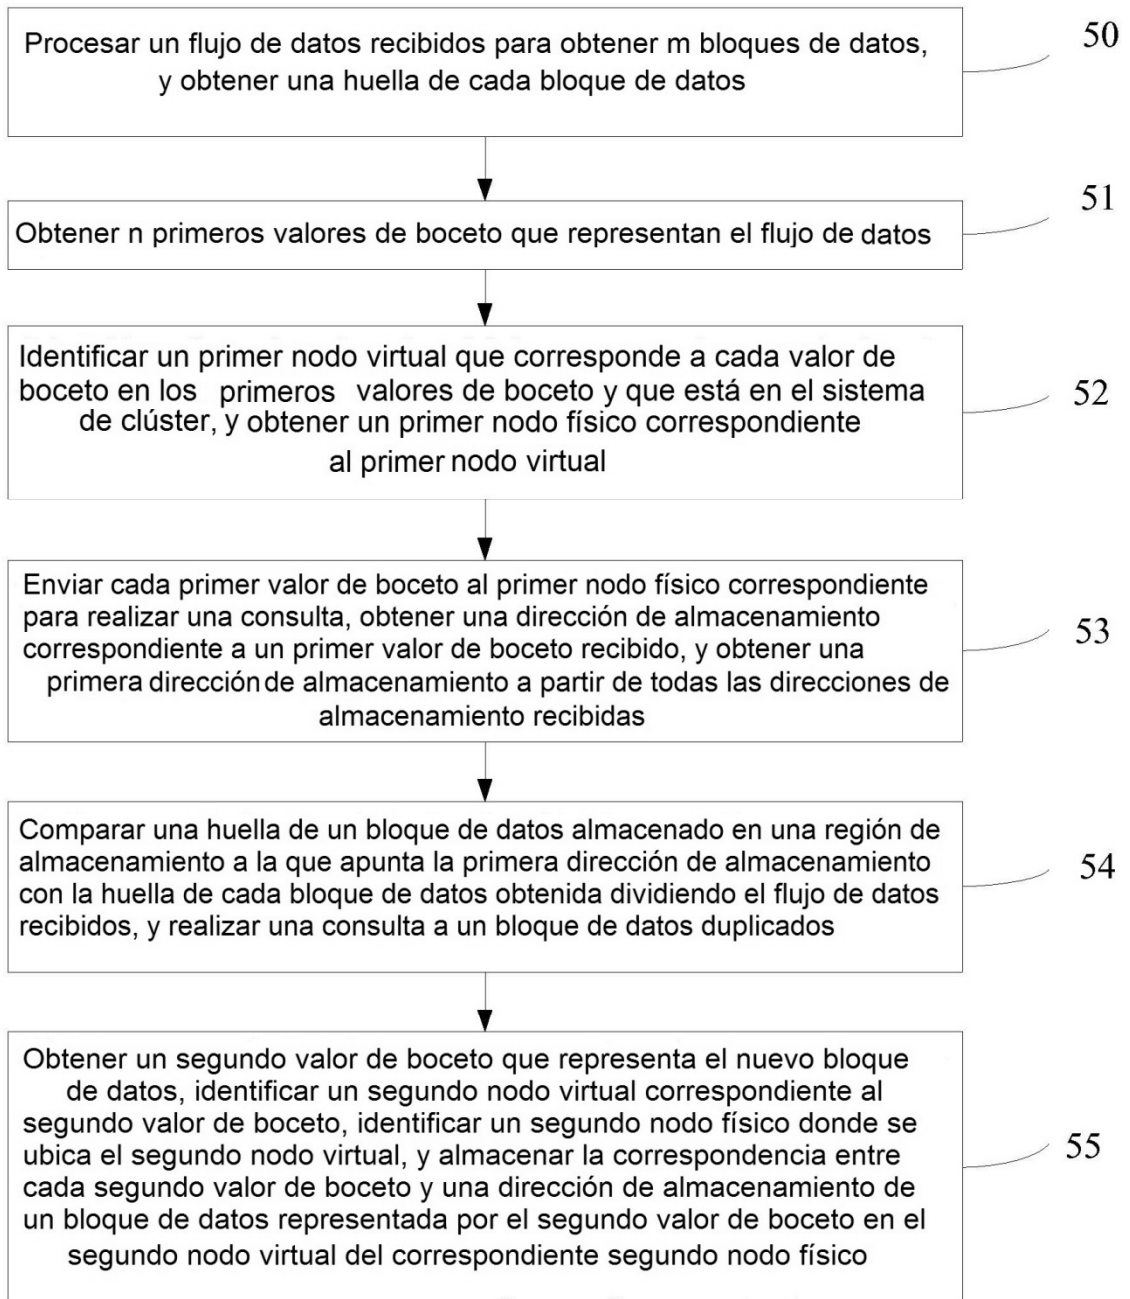 Procesar un flujo de datos recibidos para obtener m bloques de datos,
y obtener una huella de cada bloque de datos
50
Obtener n primeros valores de boceto que representan el flujo de datos
51
Identificar un primer nodo virtual que corresponde a cada valor de
boceto en los primeros valores de boceto y que está en el sistema
de clúster, y obtener un primer nodo físico correspondiente
al primer nodo virtual
52
Enviar cada primer valor de boceto al primer nodo físico correspondiente
para realizar una consulta, obtener una dirección de almacenamiento
correspondiente a un primer valor de boceto recibido, y obtener una
primera dirección de almacenamiento a partir de todas las direcciones de
almacenamiento recibidas
53
Comparar una huella de un bloque de datos almacenado en una región de
almacenamiento a la que apunta la primera dirección de almacenamiento
con la huella de cada bloque de datos obtenida dividiendo el flujo de datos
recibidos, y realizar una consulta a un bloque de datos duplicados
54
Obtener un segundo valor de boceto que representa el nuevo bloque
de datos, identificar un segundo nodo virtual correspondiente al
segundo valor de boceto, identificar un segundo nodo físico donde se
ubica el segundo nodo virtual, y almacenar la correspondencia entre
cada segundo valor de boceto y una dirección de almacenamiento de
un bloque de datos representada por el segundo valor de boceto en el
segundo nodo virtual del correspondiente segundo nodo físico
55